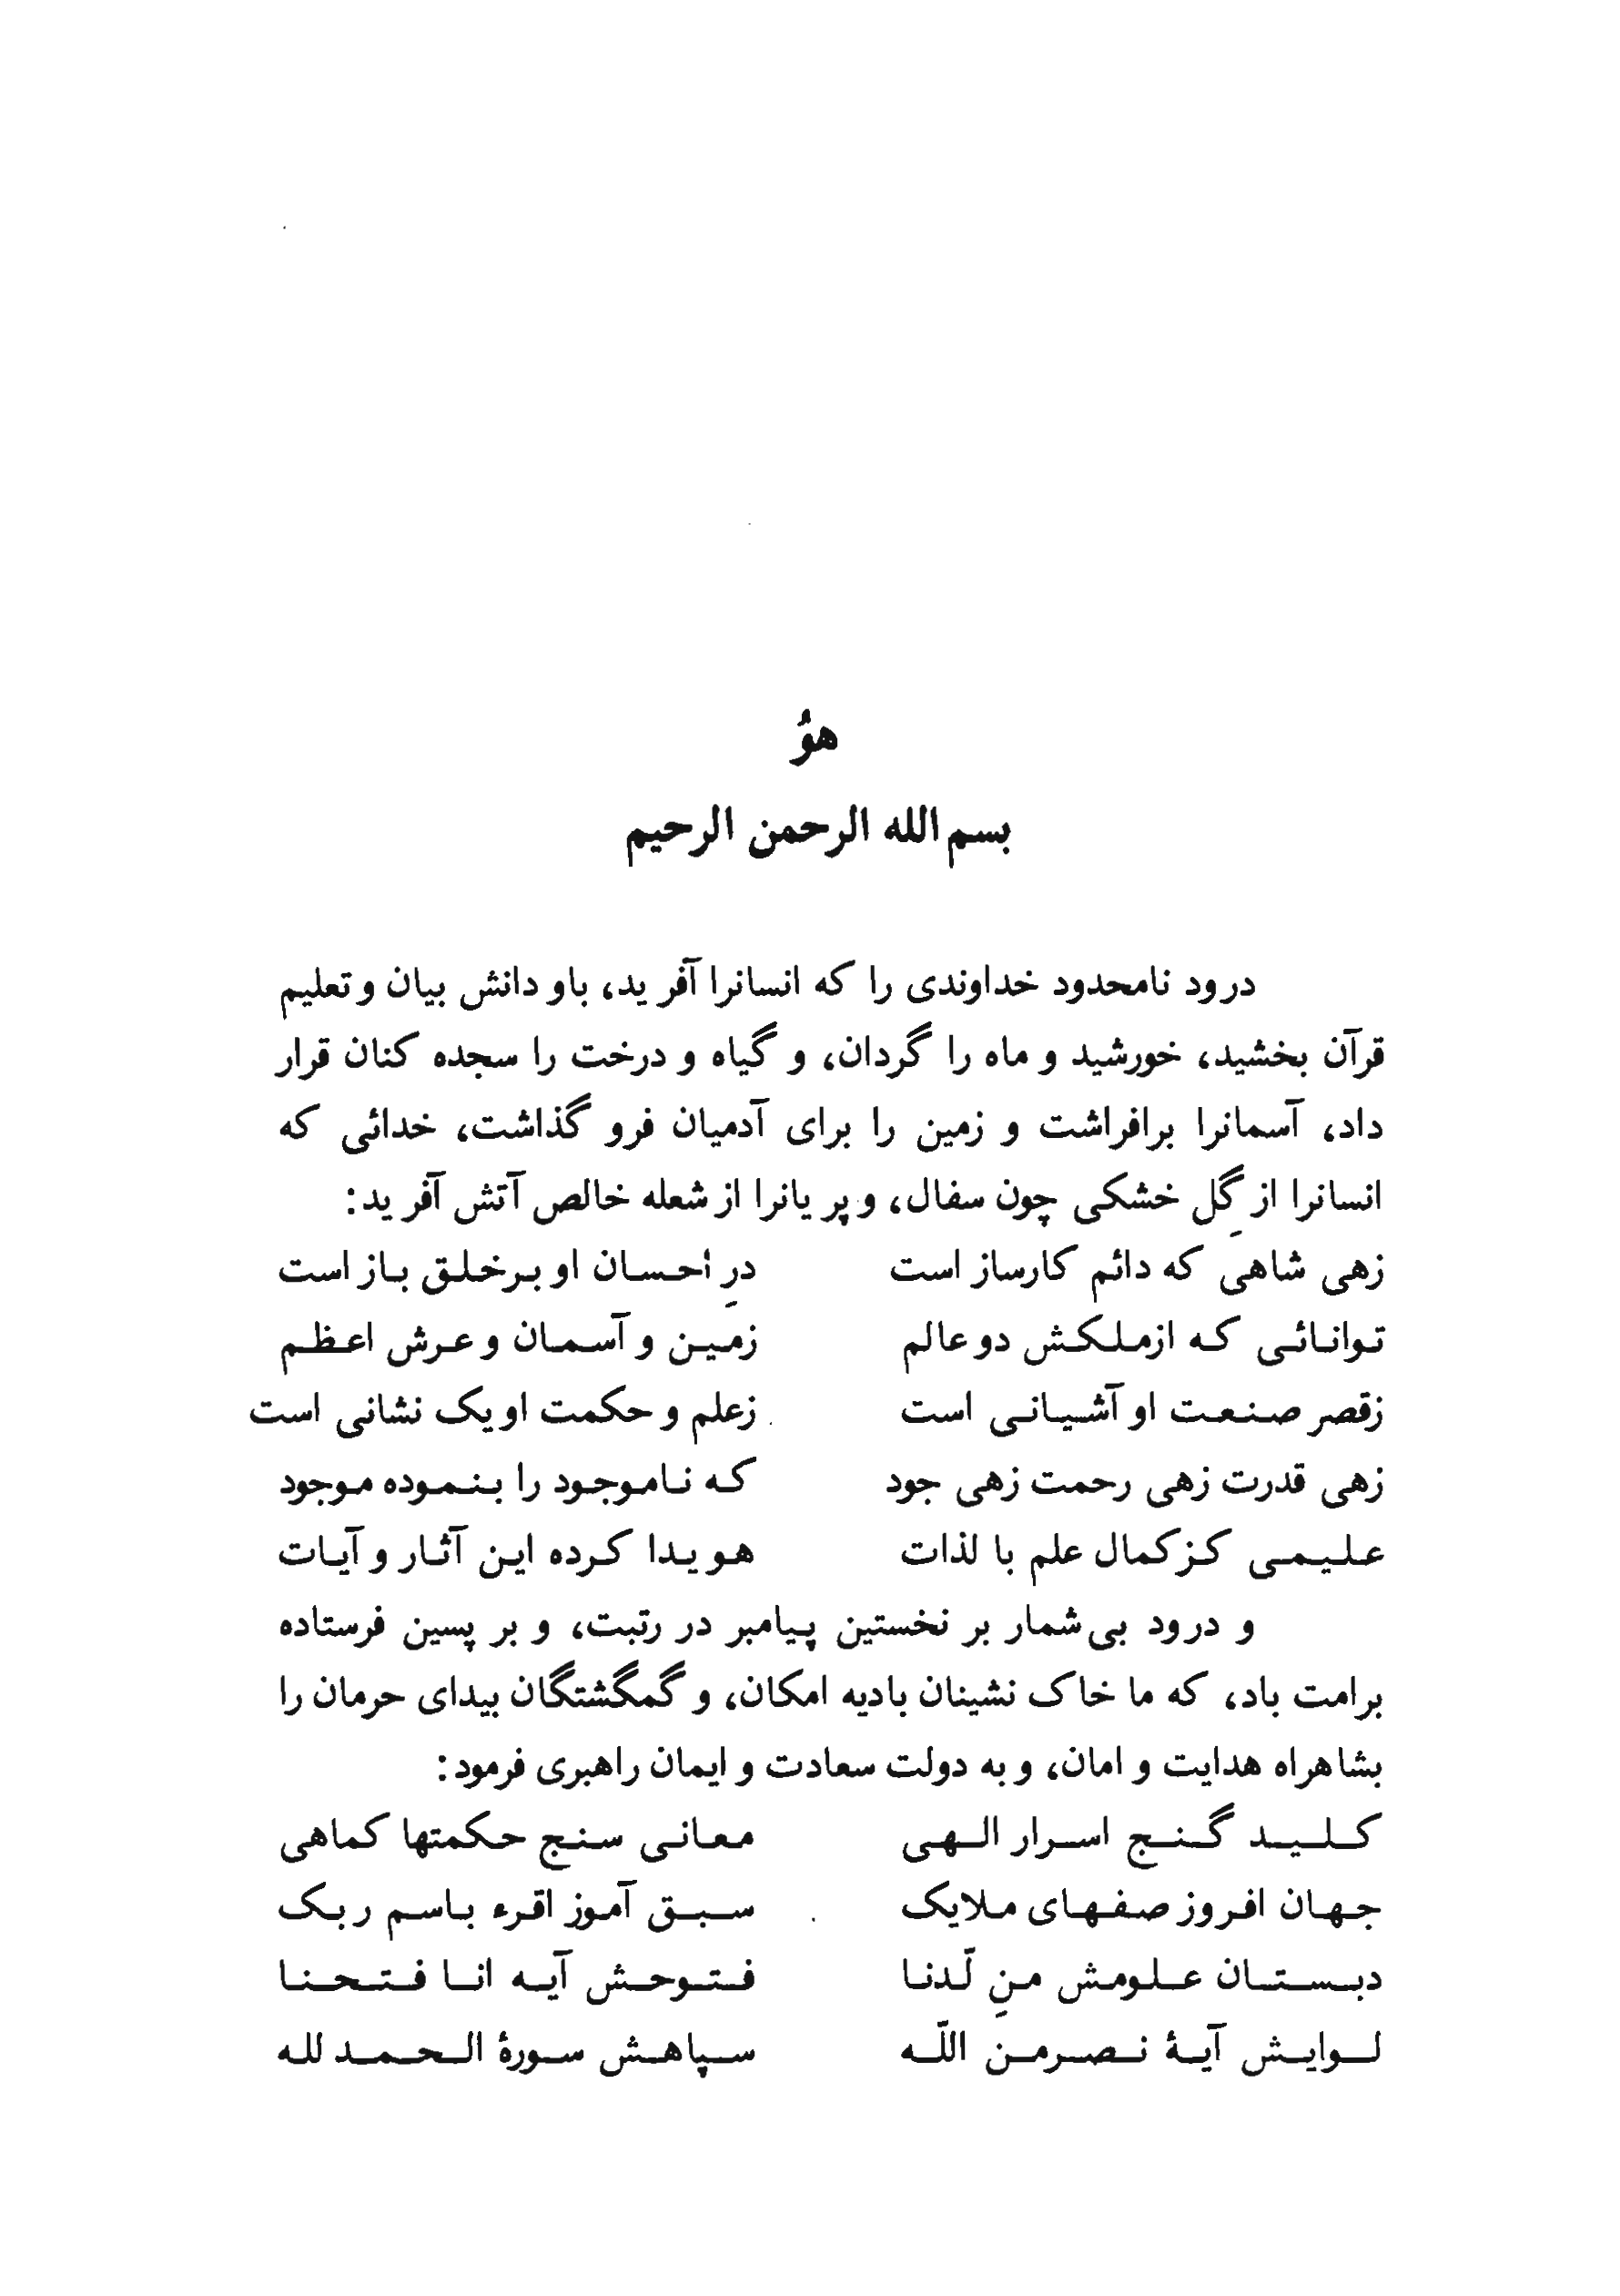 هوُ
بسم الله الرحمن الرحیم
درود نامحدود خداوندی را که انسانرا آفرید، باو دانش بیان و تعلیم
قرآن بخشید، خورشید و ماه را گردان، و گیاه و درخت را سجده کنان قرار
داد، آسمانرا برافراشت و زمین را برای آدمیان فرو گذاشت، خدائی که
انسانرا از گِل خشکی چون سفال، و پریانرا از شعله خالص آتش آفرید:
زهی شاهی که دائم کارساز است درِ احسان او برخلق باز است
توانائی که ازملکش دو عالم زمین و آسمان و عرش اعظم
زقصر صنعت او آشیانی است زعلم و حکمت او یک نشانی است
زهی قدرت زهی رحمت زهی جود که ناموجود را بنموده موجود
علیمی کز کمال علم با لذات هویدا کرده این آثار و آیات
و درود بی شمار بر نخستین پیامبر در رتبت، و بر پسین فرستاده
برامت باد، که ما خاک نشینان بادیه امکان، و گمگشتگان بیدای حرمان را
بشاهراه هدایت و امان، و به دولت سعادت و ایمان راهبری فرمود:
کلید گنج اسرار الهی معانی سنج حکمتها کماهی
جهان افروز صفهای ملایک سبق آموز اقرء باسم ربک
دبستان علومش منِ لّدنا فتوحش آیه انا فتحنا
لوایش آیهٔ نصرمن اللّه سپاهش سورهٔ الحمد لله